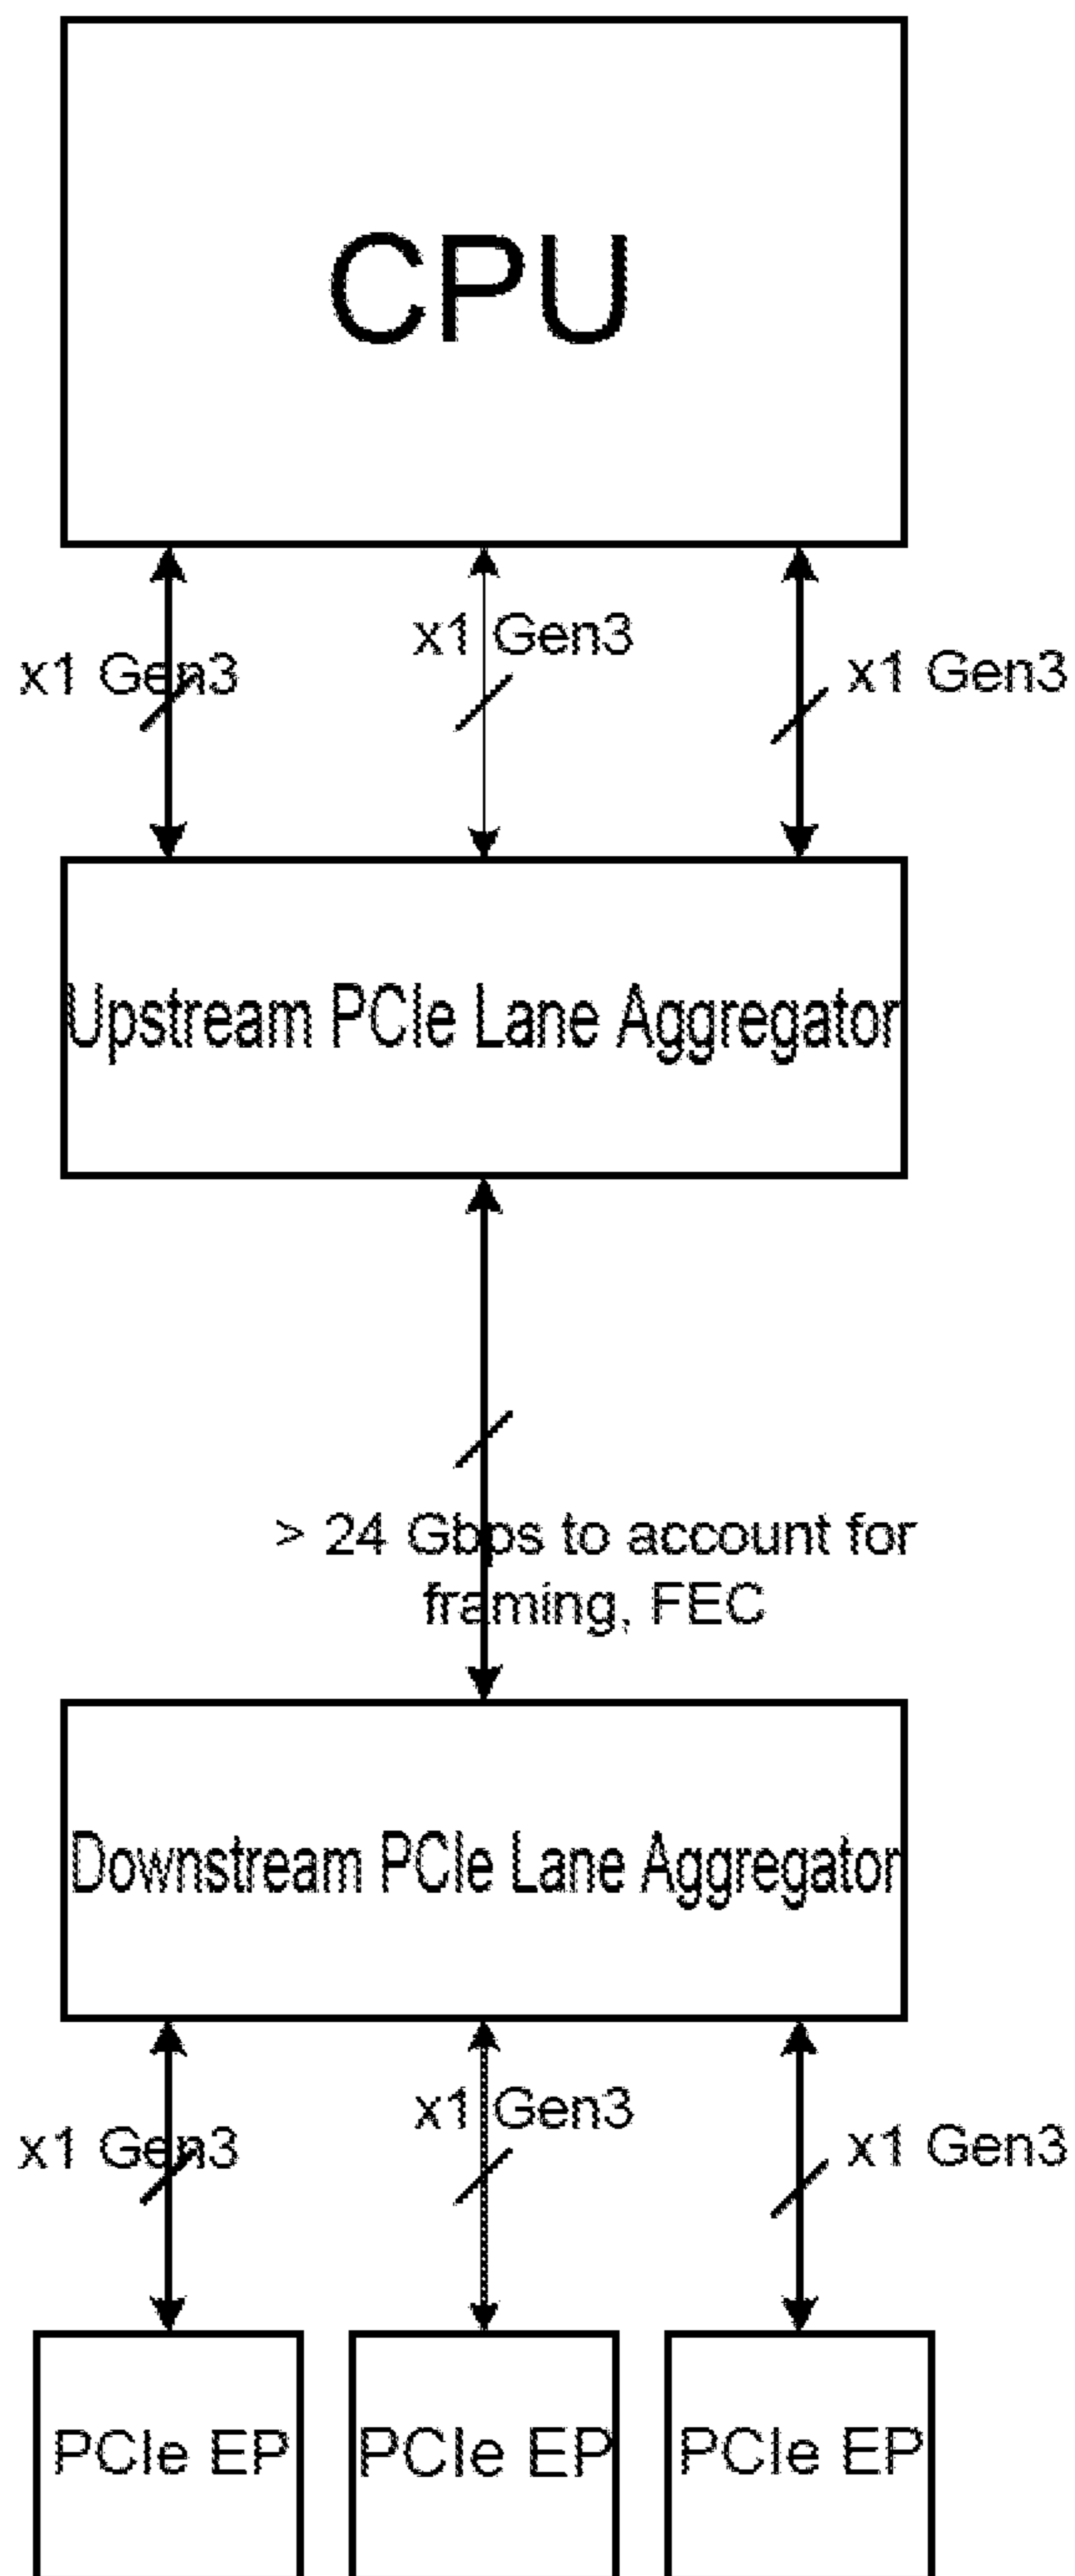 CPU
x1 Gen3
x1 Gen3
x1 Gen3
Upstream PCIe Lane Aggregator
> 24 Gbps to account for
framing, FEC
Downstream PCIe Lane Aggregator
x1 Gen3
x1 Gen3
x1 Gen3
PCIe EP
PCIe EP
PCIe EP